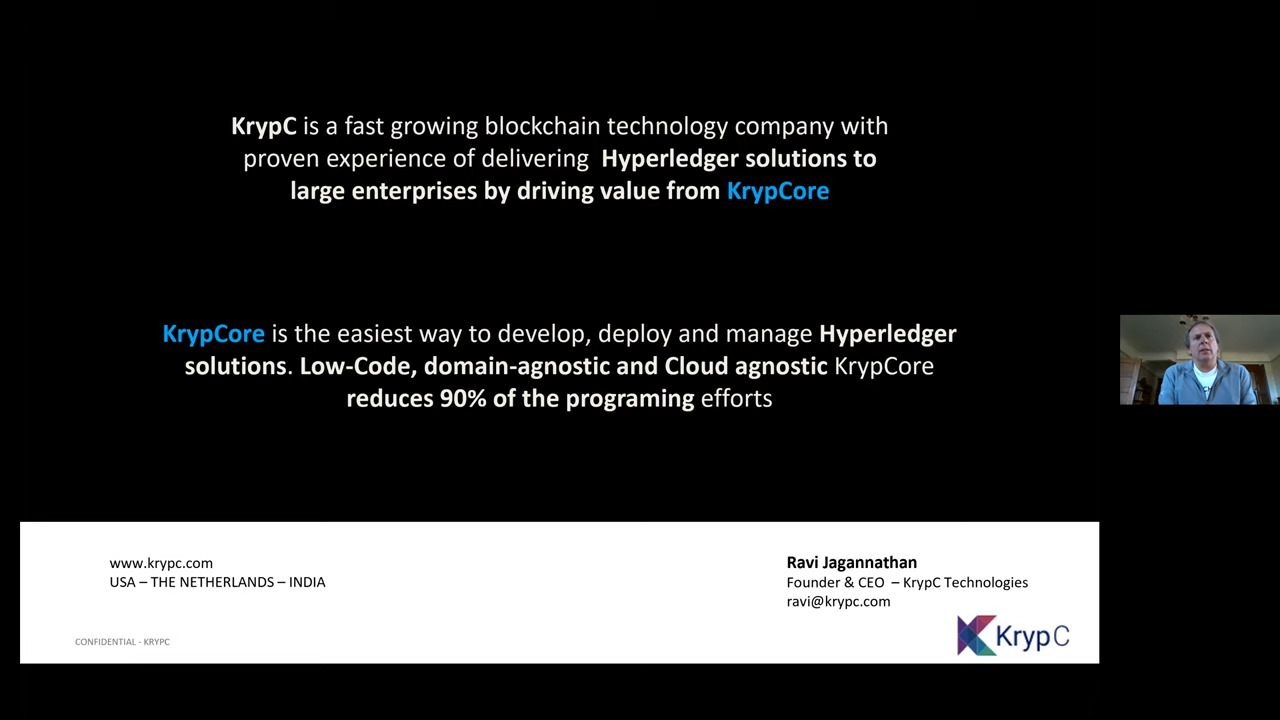 KrypC is a fast growing blockchain technology company with
proven experience of delivering Hyperledger solutions to
large enterprises by driving value from KrypCore
KrypCore is the easiest way to develop, deploy and manage Hyperledger
solutions. Low-Code, domain-agnostic and Cloud agnostic KrypCore
reduces 90% of the programing efforts
www.krypc.com
USA – THE NETHERLANDS – INDIA
Ravi Jagannathan
Founder & CEO – KrypC Technologies
ravi@krypc.com
CONFIDENTIAL - KRYPC
KrypC